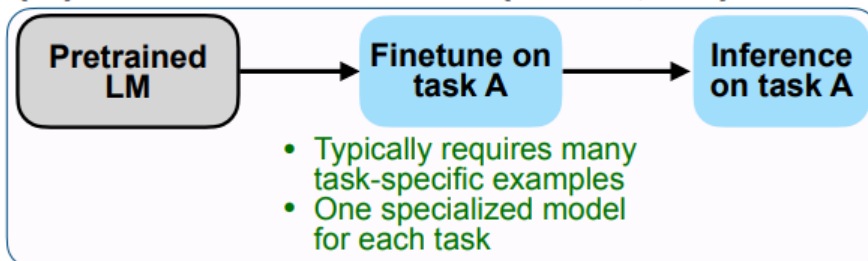 Pretrained
LM
Finetune on
task A
Inference
on task A
• Typically requires many
task-specific examples
• One specialized model
for each task